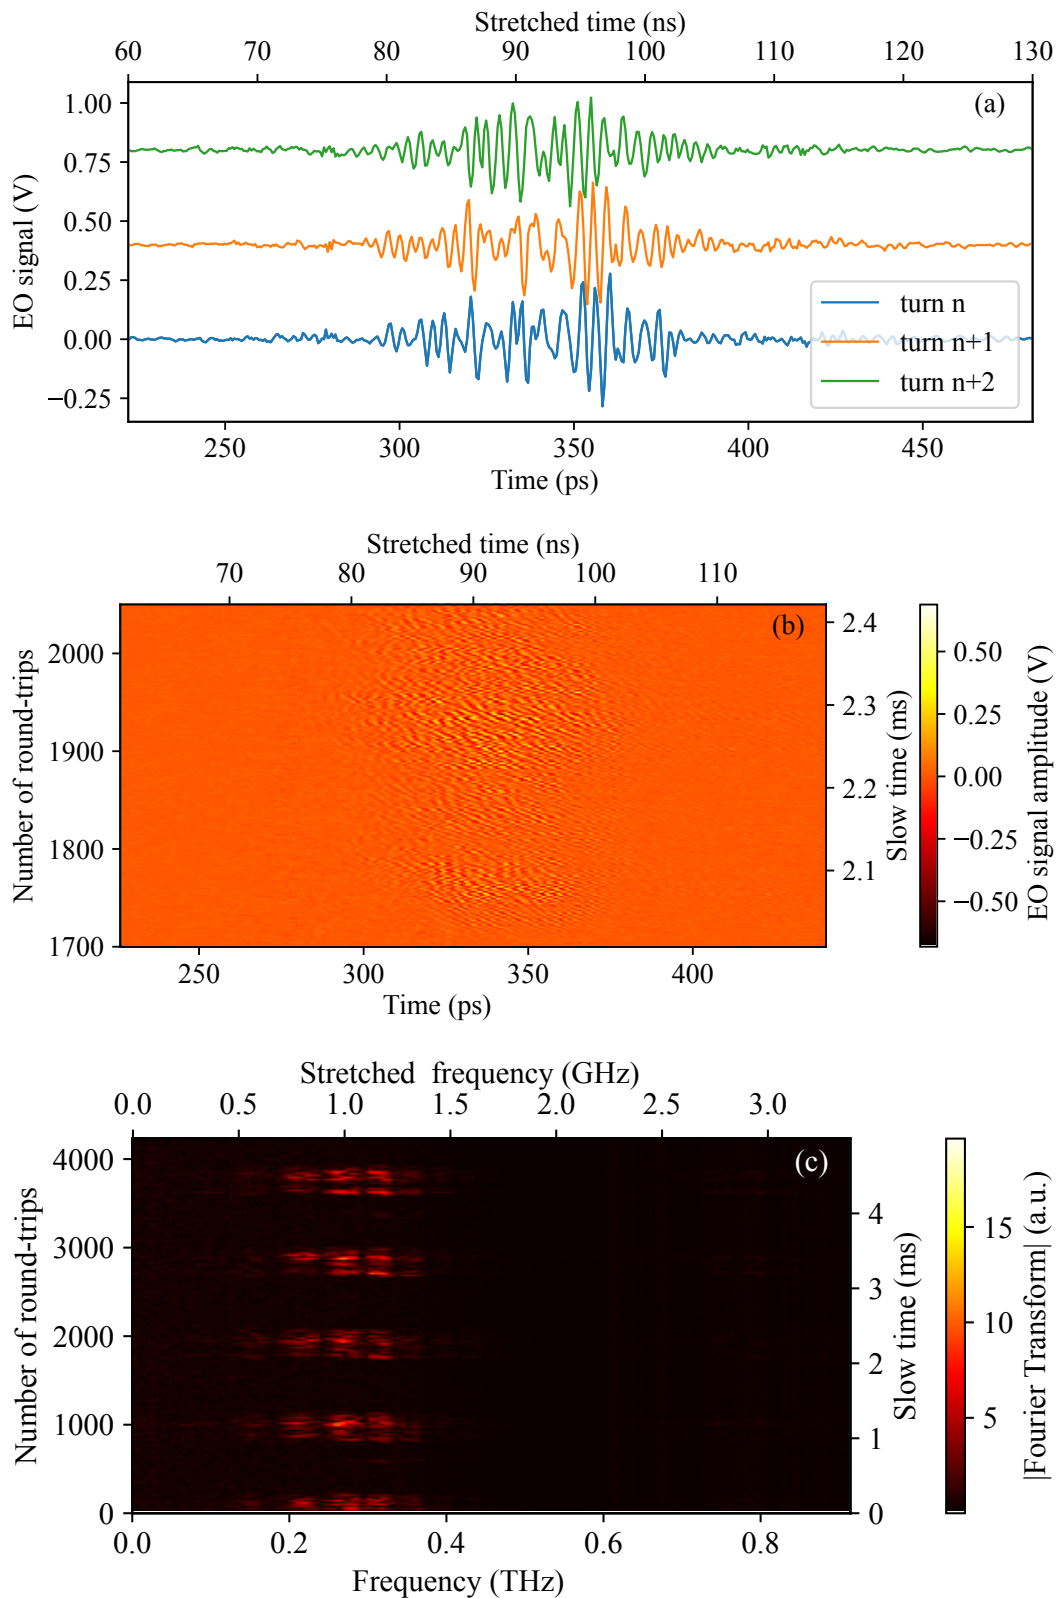 Stretched time (ns)
60 70 80 90 100 110 120 130
(a)
EO signal (V)
1.00
0.75
0.50
0.25
0.00
−0.25
turn n
turn n+1
turn n+2
250 300 350 400 450
Time (ps)
Stretched time (ns)
70 80 90 100 110
(b)
Number of round-trips
2000
1900
1800
1700
2.4
2.3
2.2
2.1
Slow time (ms)
0.50
0.25
0.00
−0.25
−0.50
EO signal amplitude (V)
250 300 350 400
Time (ps)
Stretched frequency (GHz)
0.0 0.5 1.0 1.5 2.0 2.5 3.0
(c)
Number of round-trips
4000
3000
2000
1000
0
4
3
2
1
0
Slow time (ms)
15
10
5
|Fourier Transform| (a.u.)
0.0 0.2 0.4 0.6 0.8
Frequency (THz)